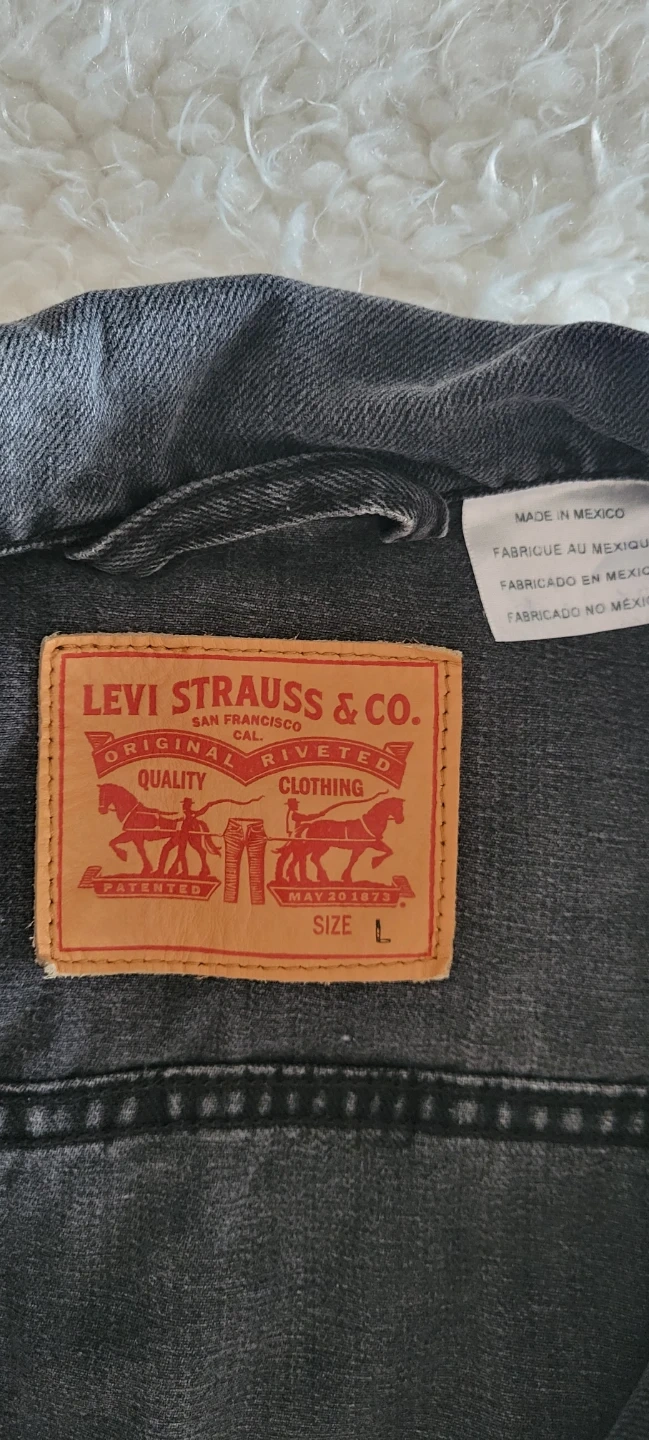 MADE IN MEXICO
FABRIQUE AU MEXIQU
FABRICADO EN MEXIC
FABRICADO NO MÉXIC
LEVI STRAUSS & CO.
SAN FRANCISCO
CAL.
ORIGINAL RIVETED
QUALITY CLOTHING
PATENTED MAY 20 1873
SIZE L